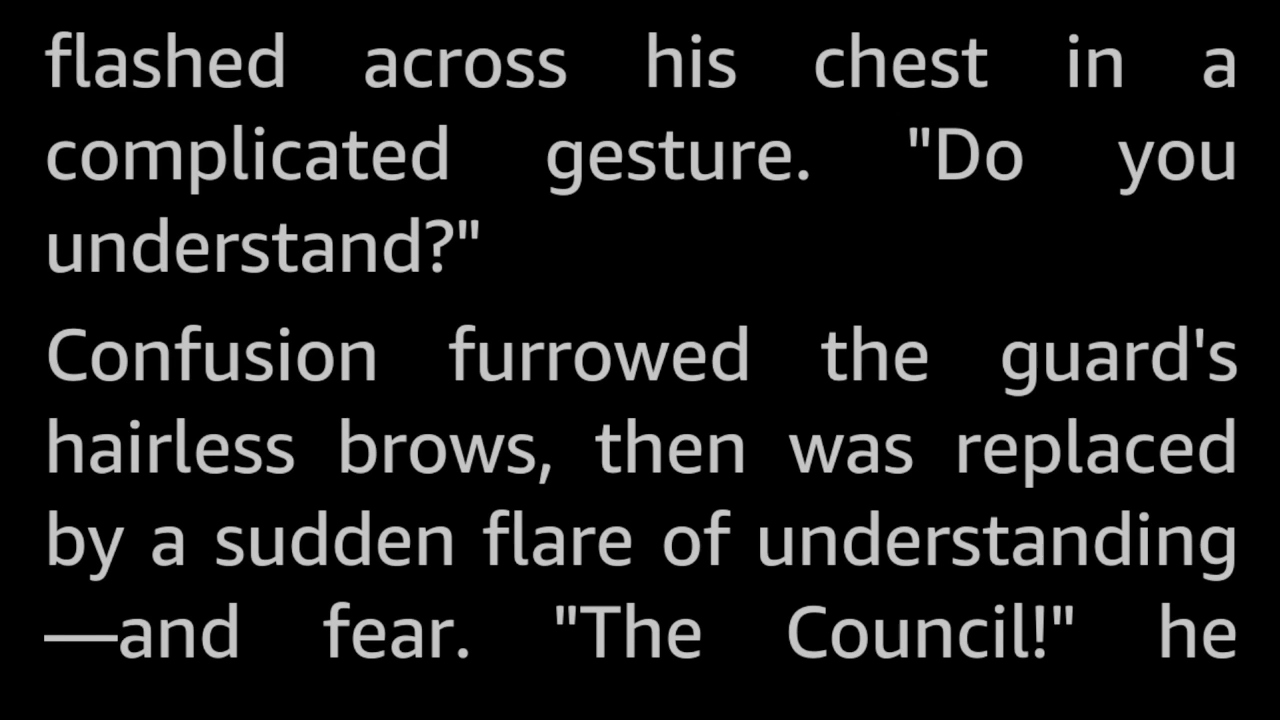 flashed across his chest in a
complicated gesture. "Do you
understand?"
Confusion furrowed the guard's
hairless brows, then was replaced
by a sudden flare of understanding
—and fear. "The Council!" he